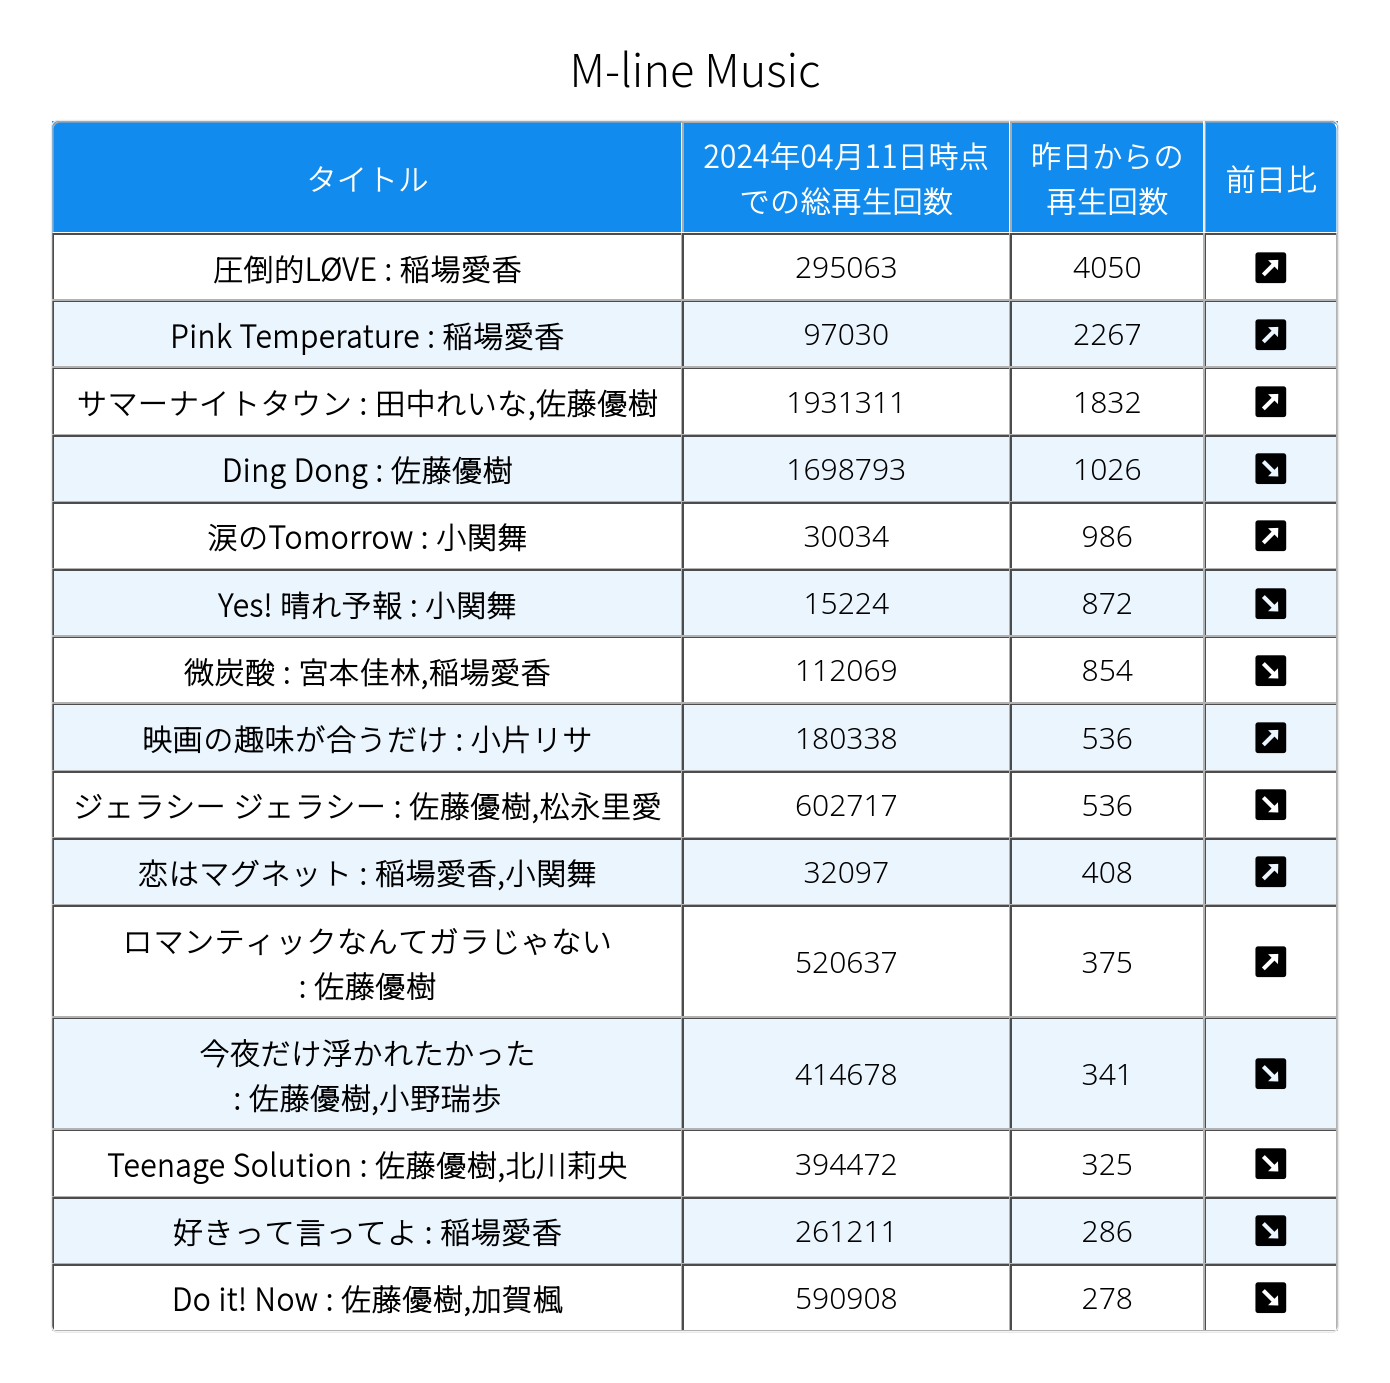 M-line Music
タイトル
2024年04月11日時点
での総再生回数
昨日からの
再生回数
前日比
圧倒的LØVE : 稲場愛香 295063 4050
Pink Temperature : 稲場愛香 97030 2267
サマーナイトタウン : 田中れいな,佐藤優樹 1931311 1832
Ding Dong : 佐藤優樹 1698793 1026
涙のTomorrow : 小関舞 30034 986
Yes! 晴れ予報 : 小関舞 15224 872
微炭酸 : 宮本佳林,稲場愛香 112069 854
映画の趣味が合うだけ : 小片リサ 180338 536
ジェラシー ジェラシー : 佐藤優樹,松永里愛 602717 536
恋はマグネット : 稲場愛香,小関舞 32097 408
ロマンティックなんてガラじゃない
: 佐藤優樹 520637 375
今夜だけ浮かれたかった
: 佐藤優樹,小野瑞歩 414678 341
Teenage Solution : 佐藤優樹,北川莉央 394472 325
好きって言ってよ : 稲場愛香 261211 286
Do it! Now : 佐藤優樹,加賀楓 590908 278